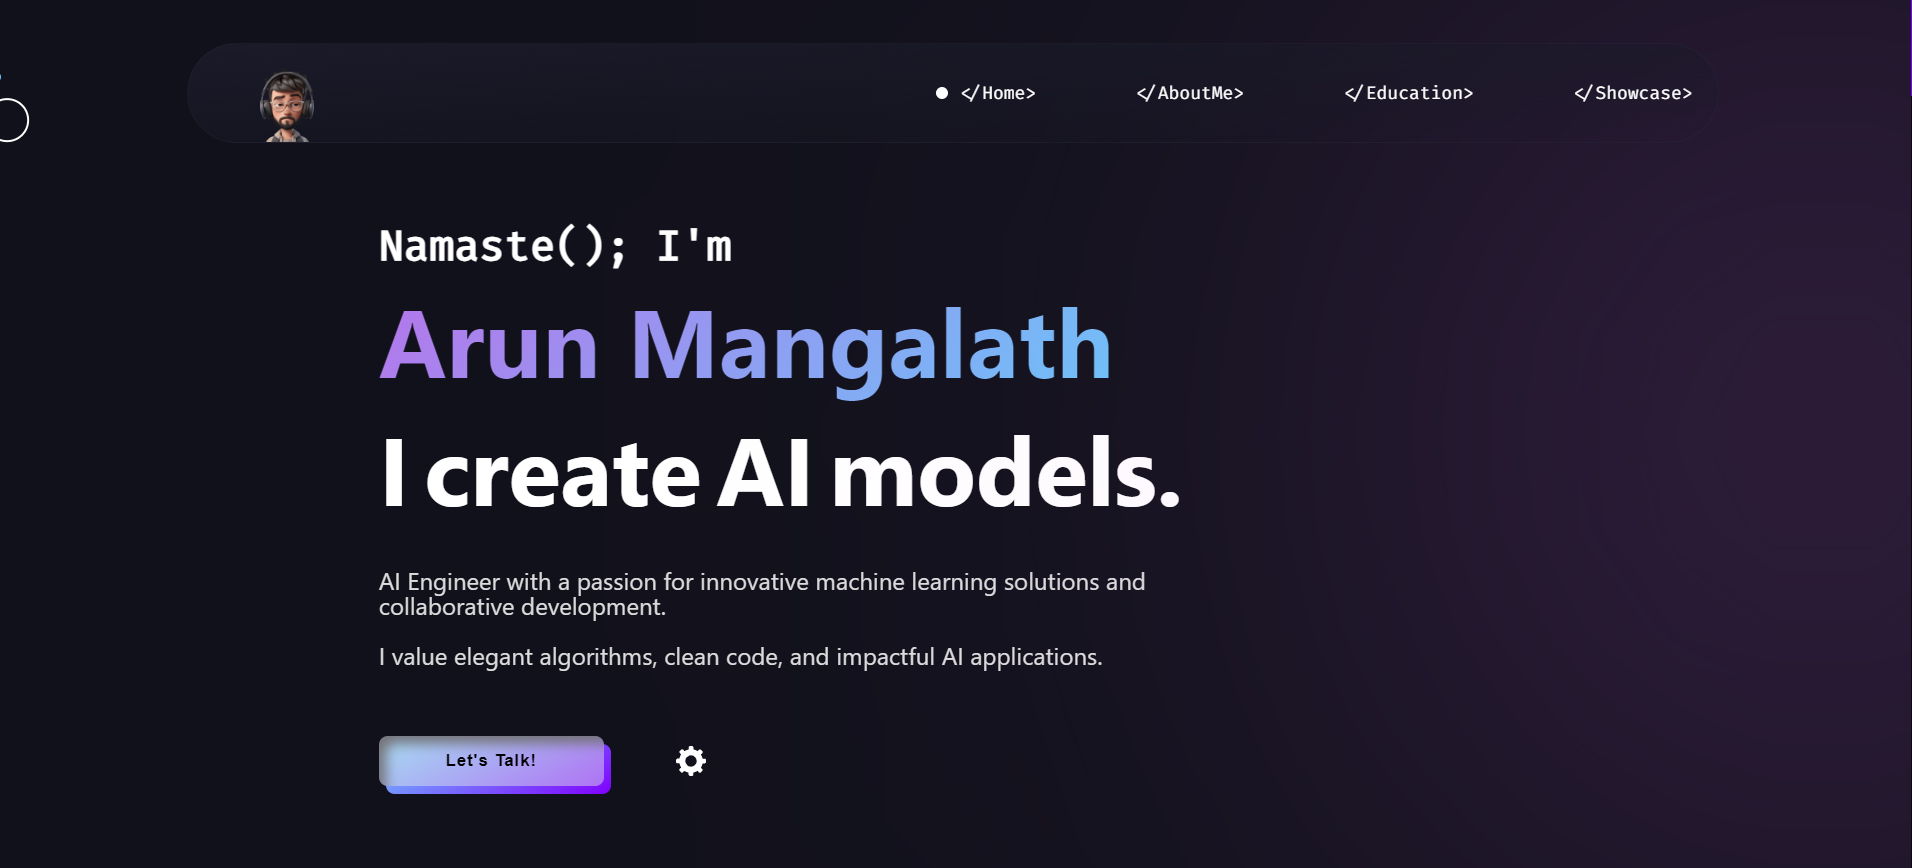 </Home>
</AboutMe>
</Education>
</Showcase>
Namaste(); I'm
Arun Mangalath
I create AI models.
AI Engineer with a passion for innovative machine learning solutions and
collaborative development.
I value elegant algorithms, clean code, and impactful AI applications.
Let's Talk!